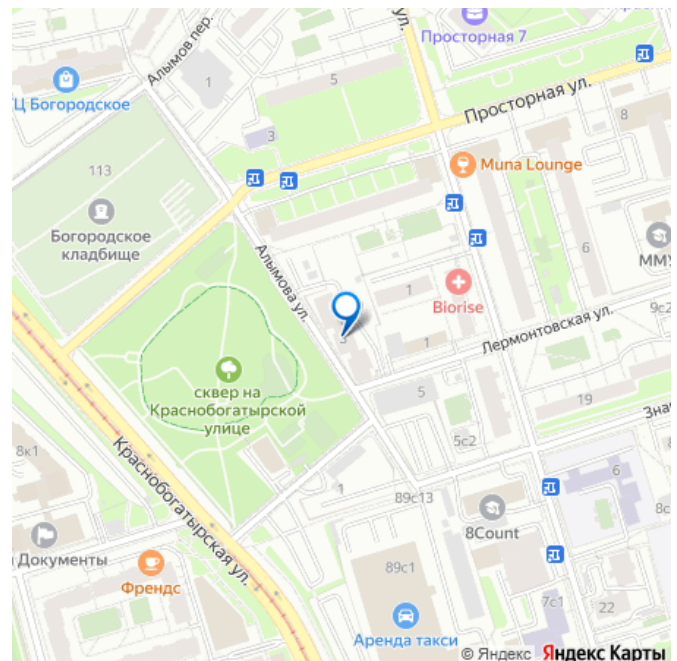 ул.
Просторная 7
Алымов пер.
1
5
Ц Богородское
Просторная ул.
8
3
113
Muna Lounge
Богородское
кладбище
6
ММУ
Алымова ул.
1
Biorise
9с2
3
1
Лермонтовская ул.
сквер на
Краснобогатырской
улице
5
19
5с2
Зна
8к1
Краснобогатырская ул.
1
89с13
6
8с
8Count
Документы
Френдс
89с1
7с1
22
Аренда такси
© Яндекс Яндекс Карты